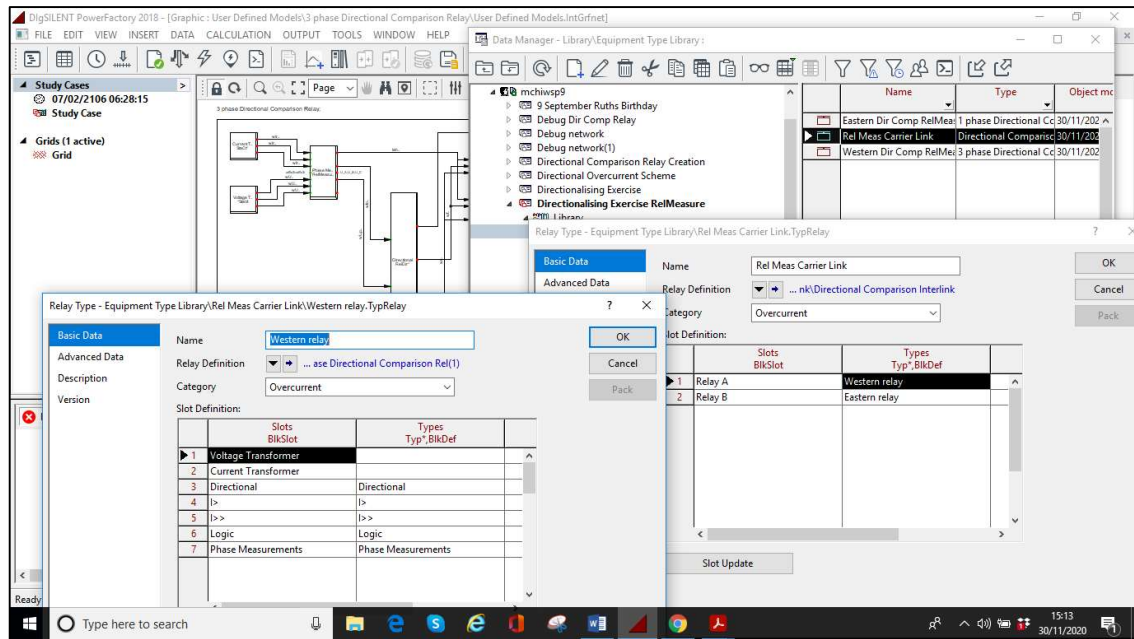 DIgSILENT PowerFactory 2018 - [Graphic : User Defined Models\3 phase Directional Comparison Relay\User Defined Models.IntGrfnet]
FILE EDIT VIEW INSERT DATA CALCULATION OUTPUT TOOLS WINDOW HELP
Study Cases
07/02/2106 06:28:15
Study Case
Grids (1 active)
Grid
Page
3 phase Directional Comparison Relay:
Data Manager - Library\Equipment Type Library :
mchiwsp9
9 September Ruths Birthday
Debug Dir Comp Relay
Debug network
Debug network(1)
Directional Comparison Relay Creation
Directional Overcurrent Scheme
Directionalising Exercise
Directionalising Exercise RelMeasure
Library
Name Type Object mo
Eastern Dir Comp RelMeas 1 phase Directional Cc 30/11/202
Rel Meas Carrier Link Directional Comparisc 30/11/202
Western Dir Comp RelMea 3 phase Directional Cc 30/11/202
Relay Type - Equipment Type Library\Rel Meas Carrier Link.TypRelay ?
Basic Data
Advanced Data
Name Rel Meas Carrier Link
Relay Definition ... nk\Directional Comparison Interlink
Category Overcurrent
Slot Definition:
Slots Types
BlkSlot Typ*,BlkDef
1 Relay A Western relay
2 Relay B Eastern relay
Slot Update
OK
Cancel
Pack
Relay Type - Equipment Type Library\Rel Meas Carrier Link\Western relay.TypRelay ?
Basic Data
Advanced Data
Description
Version
Name Western relay
Relay Definition ... ase Directional Comparison Rel(1)
Category Overcurrent
Slot Definition:
Slots Types
BlkSlot Typ*,BlkDef
1 Voltage Transformer
2 Current Transformer
3 Directional Directional
4 I> I>
5 I>> I>>
6 Logic Logic
7 Phase Measurements Phase Measurements
OK
Cancel
Pack
Ready
Type here to search
15:13
30/11/2020